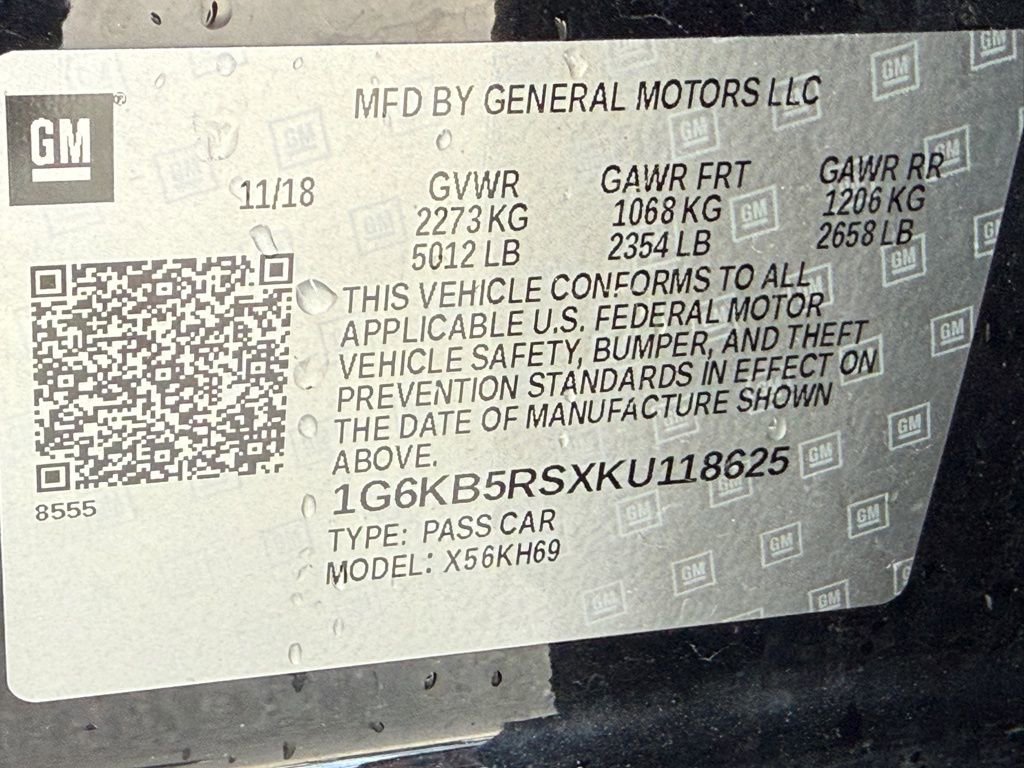 GM
MFD BY GENERAL MOTORS LLC
11/18
GVWR GAWR FRT GAWR RR
2273 KG 1068 KG 1206 KG
5012 LB 2354 LB 2658 LB
THIS VEHICLE CONFORMS TO ALL
APPLICABLE U.S. FEDERAL MOTOR
VEHICLE SAFETY, BUMPER, AND THEFT
PREVENTION STANDARDS IN EFFECT ON
THE DATE OF MANUFACTURE SHOWN
ABOVE.
1G6KB5RSXKU118625
TYPE: PASS CAR
MODEL: X56KH69
8555